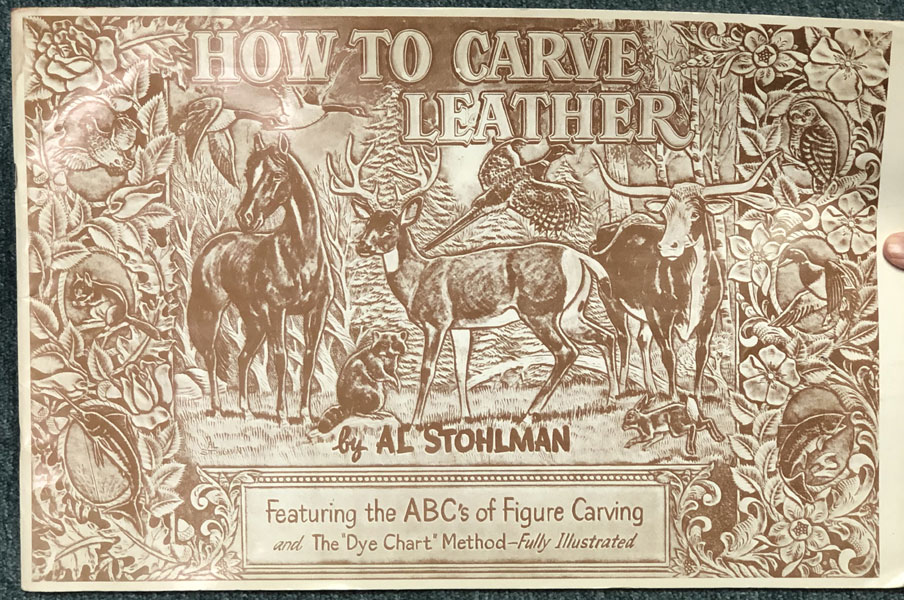 HOW TO CARVE
LEATHER
by AL STOHLMAN
Featuring the ABC's of Figure Carving
and The "Dye Chart" Method—Fully Illustrated